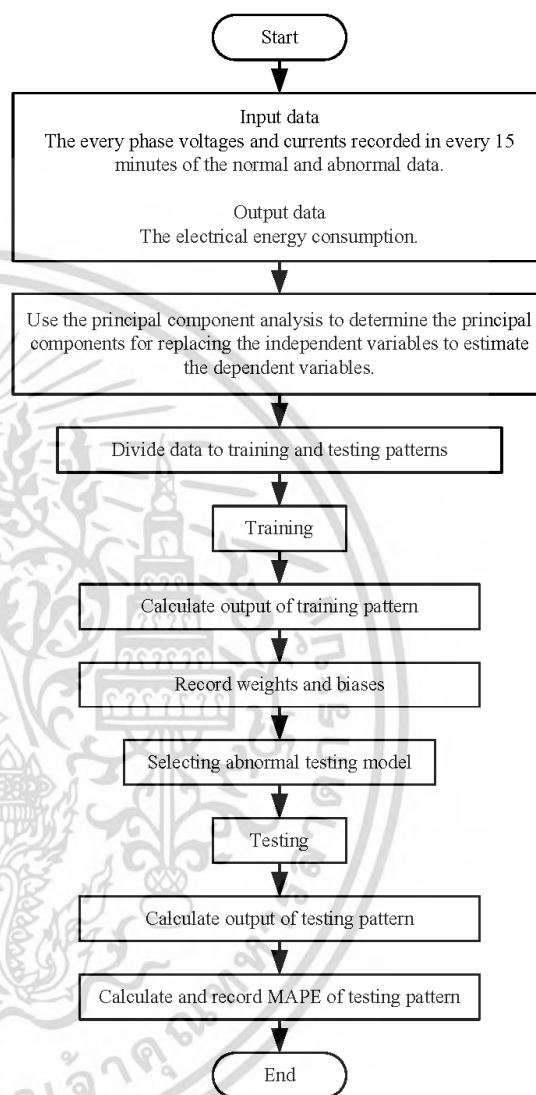 Start
Input data
The every phase voltages and currents recorded in every 15
minutes of the normal and abnormal data.
Output data
The electrical energy consumption.
Use the principal component analysis to determine the principal
components for replacing the independent variables to estimate
the dependent variables.
Divide data to training and testing patterns
Training
Calculate output of training pattern
Record weights and biases
Selecting abnormal testing model
Testing
Calculate output of testing pattern
Calculate and record MAPE of testing pattern
End